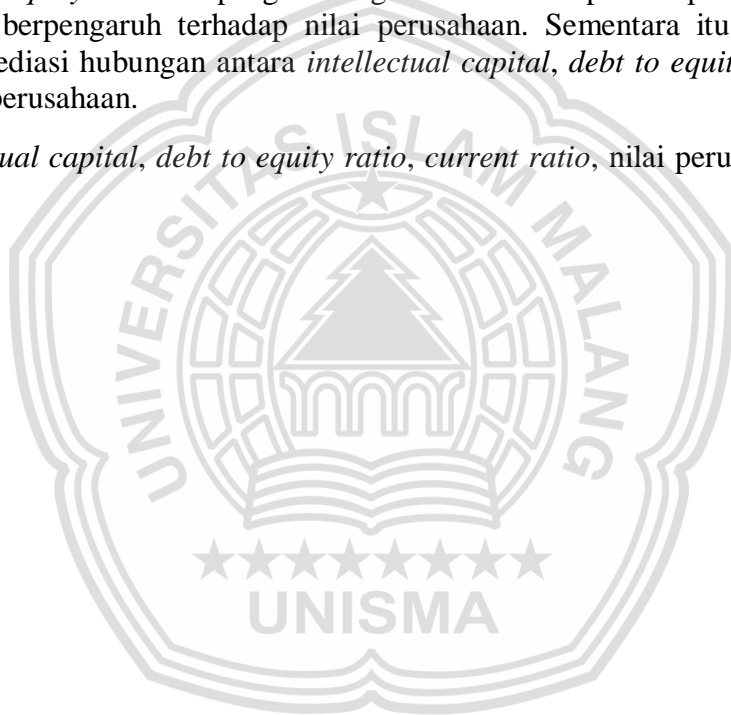 berpengaruh terhadap nilai perusahaan. Sementara itu
ediasi hubungan antara intellectual capital, debt to equit
perusahaan.
ual capital, debt to equity ratio, current ratio, nilai peru
UNIVERSITAS ISLAM MALANG
UNISMA